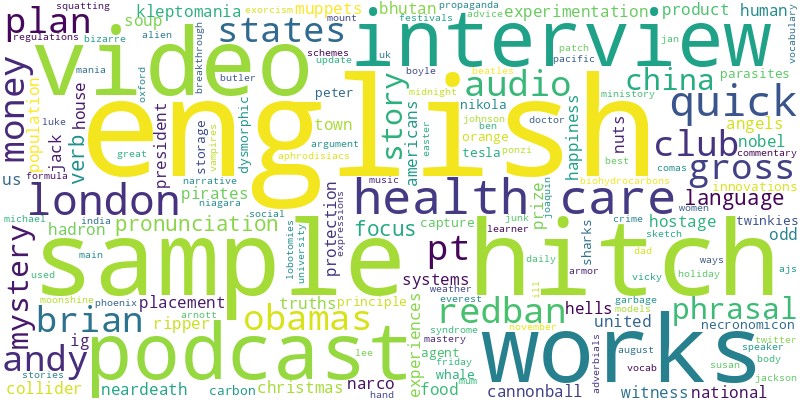 squatting
exorcism
muppets
bhutan
festivals
propaganda
advice
plan
regulations
bizarre
soup
kleptomania
states
mount
experimentation
product
human
alien
video
interview
vocabulary
money
mania
breakthrough
schemes
update
uk
patch
jan
pacific
parasites
english
audio
china
oxford
butler
peter
boyle
beatles
midnight
story
quick
population
house
verb
storage
dysmorphic
nikola
johnson
ben
doctor
ministory
angels
luke
jack
president
vampires
town
americans
tesla
orange
happiness
nuts
club
nobel
formula
great
argument
easter
ponzi
best
commentary
us
aphrodisiacs
biohydrocarbons
comas
gross
narrative
music
innovations
pirates
niagara
london
health care
language
michael
india
social
expressions
prize
joaquin
women
pronunciation
focus
capture
junk
learner
crime
hostage
twinkies
hadron
protection
sharks
sketch
odd
mystery
used
main
lobotomies
university
pt
daily
dad
ways
sample
hitch
systems
weather
everest
ill
armor
vicky
holiday
ajs
moonshine
phoenix
placement
truths
principle
experiences
redban
hells
garbage
models
phrasal
brian
arnott
ripper
obamas
syndrome
mastery
november
united
necronomicon
twitter
andy
ig
podcast
lee
agent
friday
works
adverbials
august
speaker
stories
whale
vocab
susan
body
collider
neardeath
carbon
christmas
narco
hand
food
mum
cannonball
witness
national
jackson